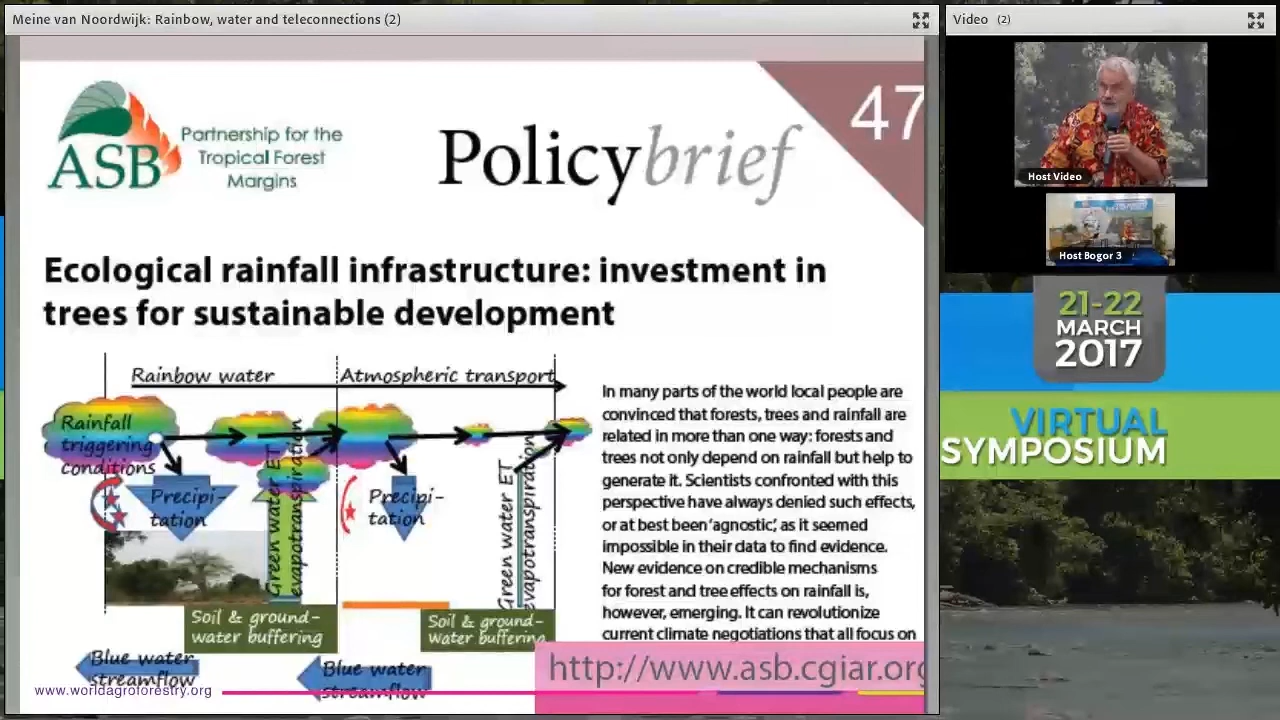 Meine van Noordwijk: Rainbow, water and teleconnections (2)
Video (2)
ASB
Partnership for the
Tropical Forest
Margins
Policybrief
47
Ecological rainfall infrastructure: investment in
trees for sustainable development
Rainbow water
Atmospheric transport
Rainfall
triggering
conditions
Precipi-
tation
Green water ET
evapotranspiration
Precipi-
tation
Green water ET
evapotranspiration
Soil & ground-
water buffering
Soil & ground-
water buffering
Blue water
streamflow
Blue water
streamflow
In many parts of the world local people are
convinced that forests, trees and rainfall are
related in more than one way: forests and
trees not only depend on rainfall but help to
generate it. Scientists confronted with this
perspective have always denied such effects,
or at best been 'agnostic', as it seemed
impossible in their data to find evidence.
New evidence on credible mechanisms
for forest and tree effects on rainfall is,
however, emerging. It can revolutionize
current climate negotiations that all focus on
http://www.asb.cgiar.org
www.worldagroforestry.org
Host Video
Host Bogor 3
21-22
MARCH
2017
VIRTUAL
SYMPOSIUM